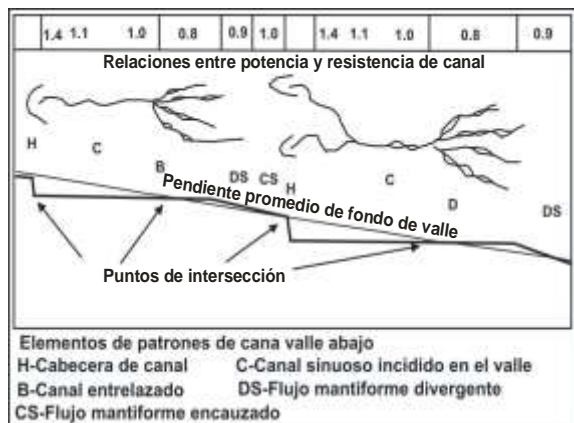 1.4 1.1 1.0 0.8 0.9 1.0 1.4 1.1 1.0 0.8 0.9
Relaciones entre potencia y resistencia de canal
H C B DS CS H C D DS
Pendiente promedio de fondo de valle
Puntos de intersección
Elementos de patrones de cana valle abajo
H-Cabecera de canal C-Canal sinuoso incidido en el valle
B-Canal entrelazado DS-Flujo mantiforme divergente
CS-Flujo mantiforme encauzado